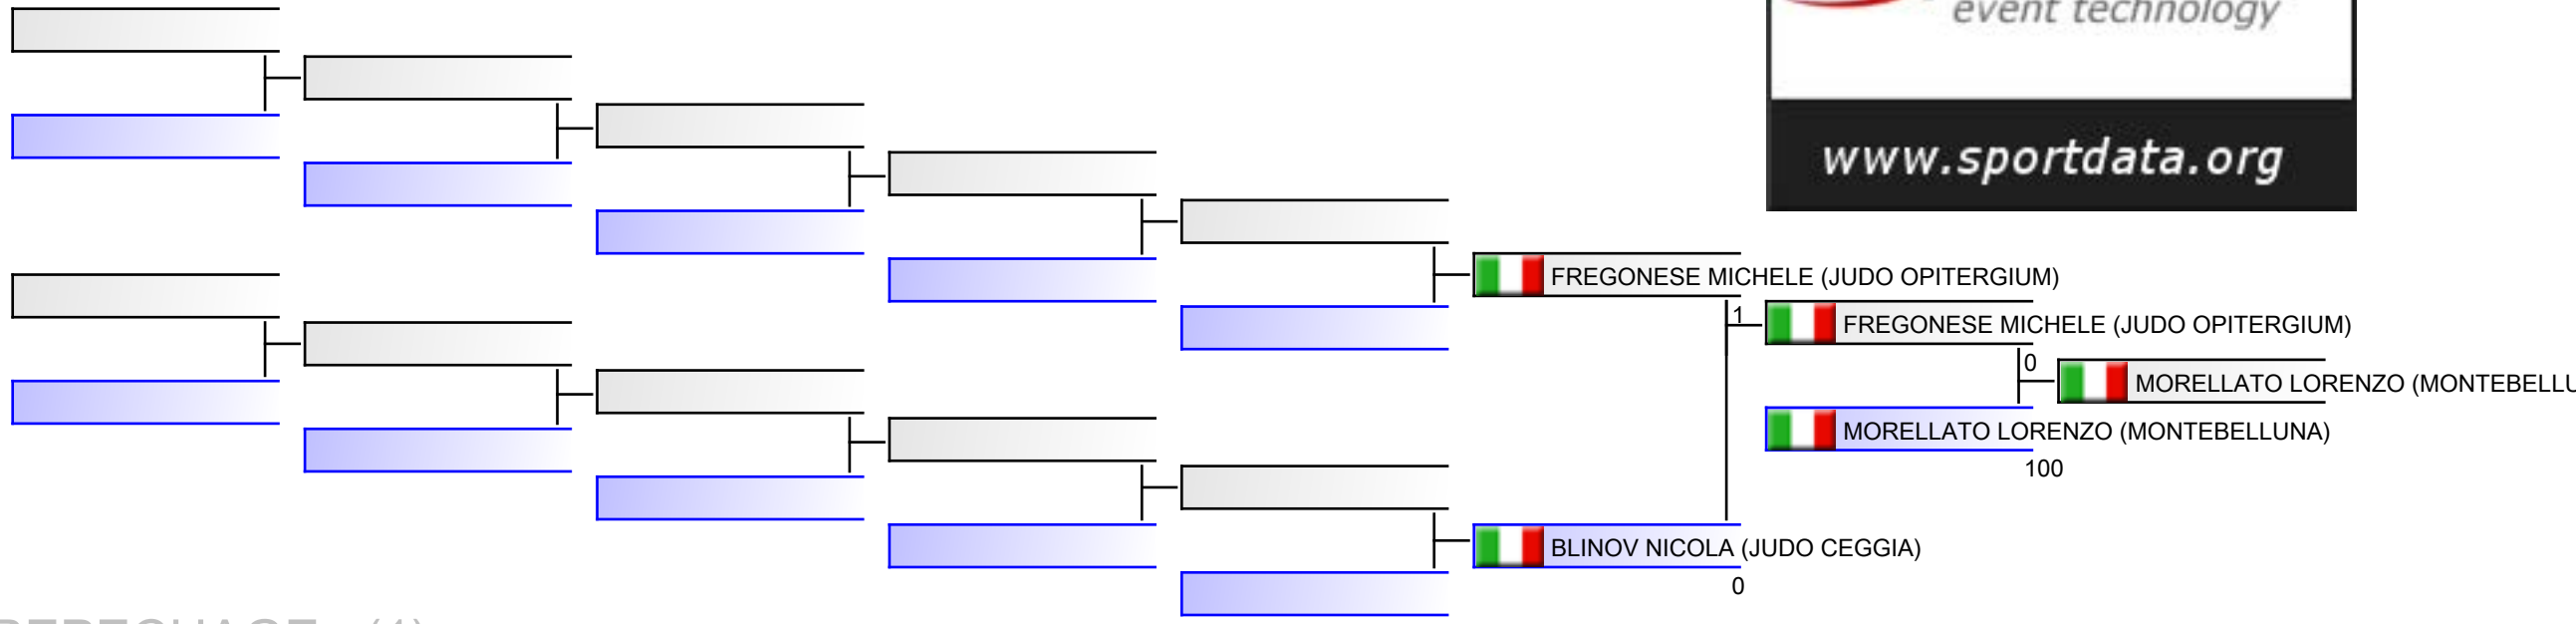 event technology
www.sportdata.org
FREGONESE MICHELE (JUDO OPITERGIUM)
1
FREGONESE MICHELE (JUDO OPITERGIUM)
0
MORELLATO LORENZO (MONTEBELLU
MORELLATO LORENZO (MONTEBELLUNA)
100
BLINOV NICOLA (JUDO CEGGIA)
0